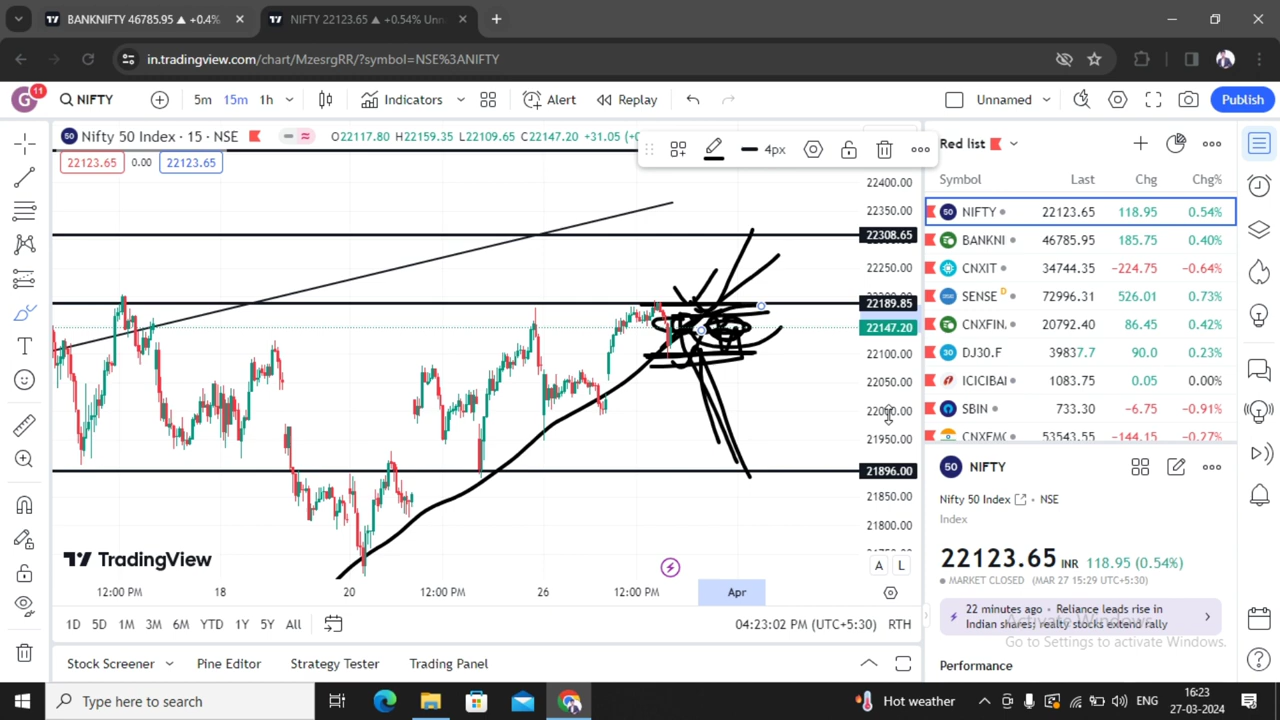 BANKNIFTY 46785.95 ▲ +0.4%
NIFTY 22123.65 ▲ +0.54% Unn
in.tradingview.com/chart/MzesrgRR/?symbol=NSE%3ANIFTY
G 11 NIFTY 5m 15m 1h Indicators Alert Replay Unnamed Publish
50 Nifty 50 Index · 15 · NSE O22117.80 H22159.35 L22109.65 C22147.20 +31.05
22123.65 0.00 22123.65
4px
22400.00
22350.00
22308.65
22250.00
22189.85
22147.20
22100.00
22050.00
21950.00
21896.00
21850.00
21800.00
TradingView
A L
12:00 PM 18 20 12:00 PM 26 12:00 PM Apr
1D 5D 1M 3M 6M YTD 1Y 5Y All
04:23:02 PM (UTC+5:30) RTH
Stock Screener Pine Editor Strategy Tester Trading Panel
Red list
Symbol Last Chg Chg%
50 NIFTY 22123.65 118.95 0.54%
BANKNI 46785.95 185.75 0.40%
CNXIT 34744.35 −224.75 −0.64%
SENSE D 72996.31 526.01 0.73%
CNXFIN, 20792.40 86.45 0.42%
DJ30.F 39837.7 90.0 0.23%
ICICIBAI 1083.75 0.05 0.00%
SBIN 733.30 −6.75 −0.91%
53543.55 −144.15 −0.27%
50 NIFTY
Nifty 50 Index · NSE
Index
22123.65 INR 118.95 (0.54%)
MARKET CLOSED (MAR 27 15:29 UTC+5:30)
22 minutes ago · Reliance leads rise in
Indian shares; realty stocks extend rally
Activate Windows
Go to Settings to activate Windows.
Performance
Type here to search
Hot weather
ENG
16:23
27-03-2024